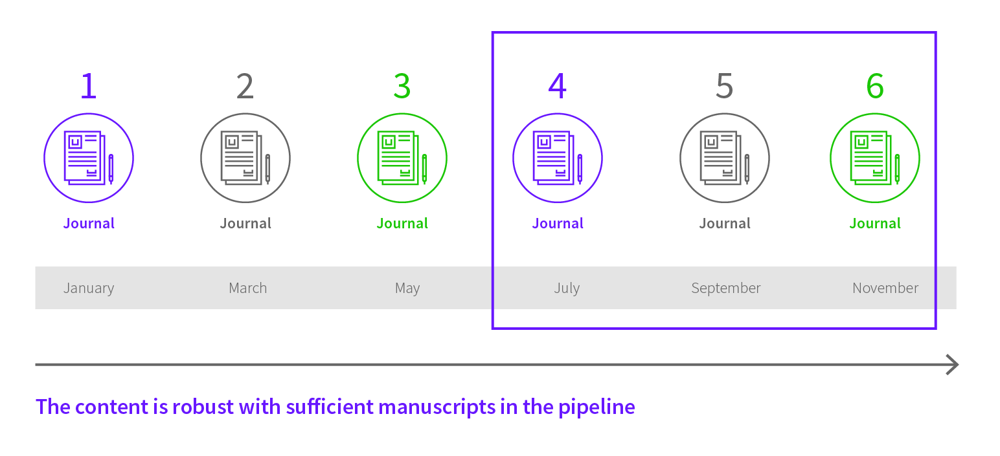 1 2 3 4 5 6
Journal Journal Journal Journal Journal Journal
January March May July September November
The content is robust with sufficient manuscripts in the pipeline